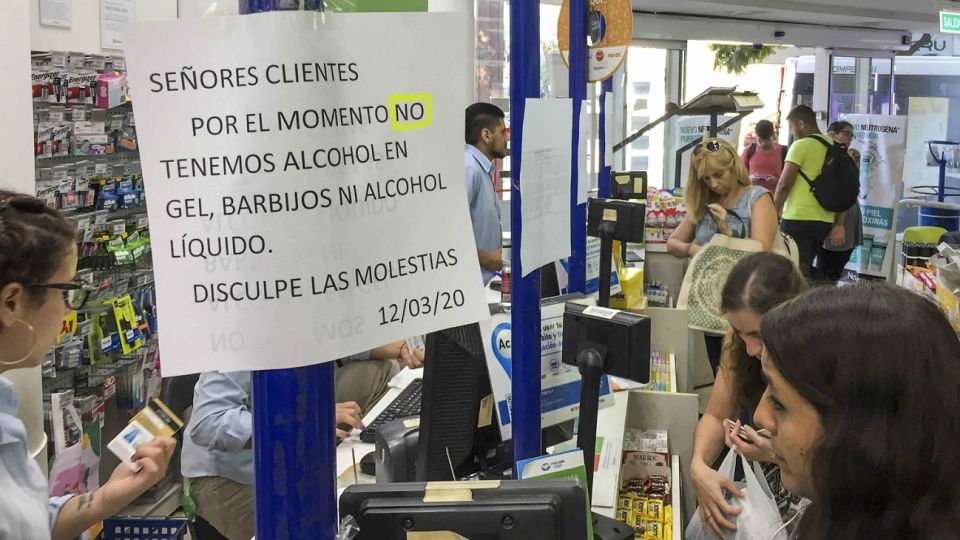 SEÑORES CLIENTES
POR EL MOMENTO NO
TENEMOS ALCOHOL EN
GEL, BARBIJOS NI ALCOHOL
LÍQUIDO.
DISCULPE LAS MOLESTIAS
12/03/20
SALID
NEUTROGENA